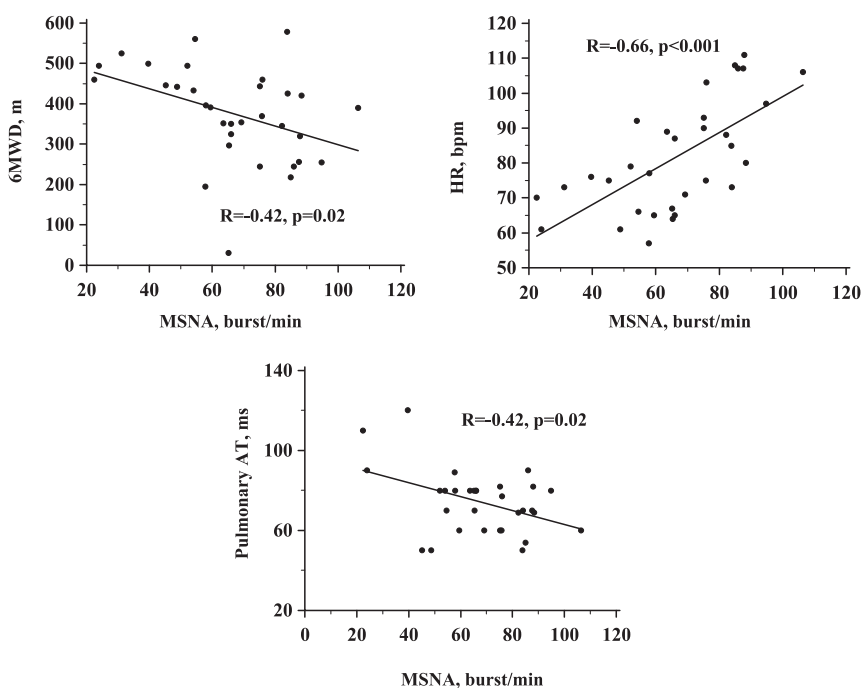 600
500
400
300
200
100
0
6MWD, m
R=-0.42, p=0.02
20 40 60 80 100 120
MSNA, burst/min
120
110
100
90
80
70
60
50
HR, bpm
R=-0.66, p<0.001
20 40 60 80 100 120
MSNA, burst/min
140
100
60
20
Pulmonary AT, ms
R=-0.42, p=0.02
0 20 40 60 80 100 120
MSNA, burst/min